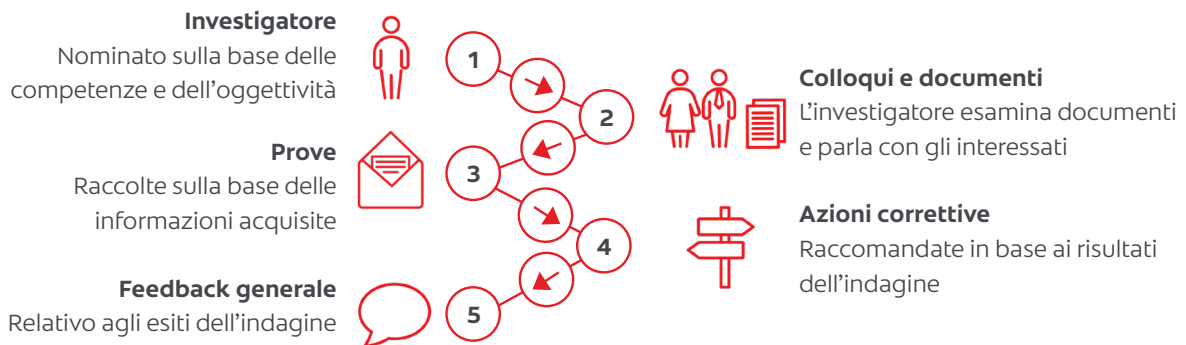 Investigatore
Nominato sulla base delle
competenze e dell'oggettività
1
2
Colloqui e documenti
L'investigatore esamina documenti
e parla con gli interessati
Prove
Raccolte sulla base delle
informazioni acquisite
3
4
Azioni correttive
Raccomandate in base ai risultati
dell'indagine
Feedback generale
Relativo agli esiti dell'indagine
5